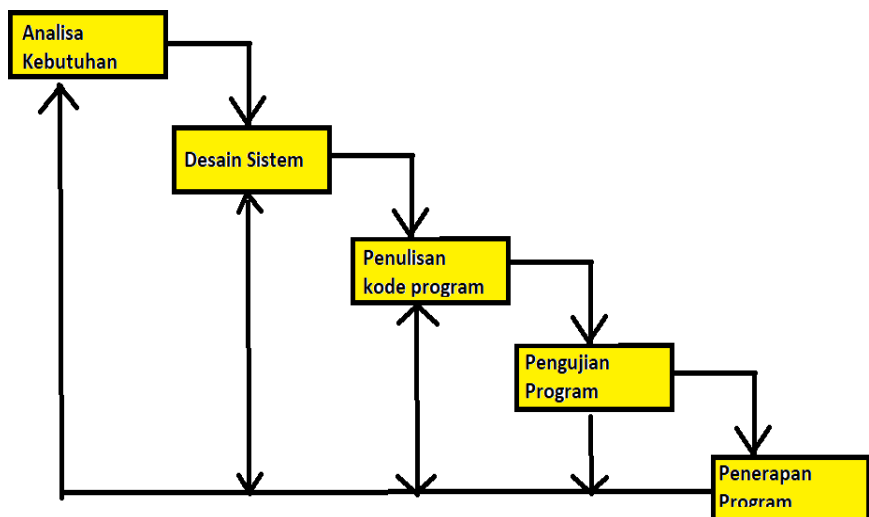 Analisa
Kebutuhan
Desain Sistem
Penulisan
kode program
Pengujian
Program
Penerapan
Program